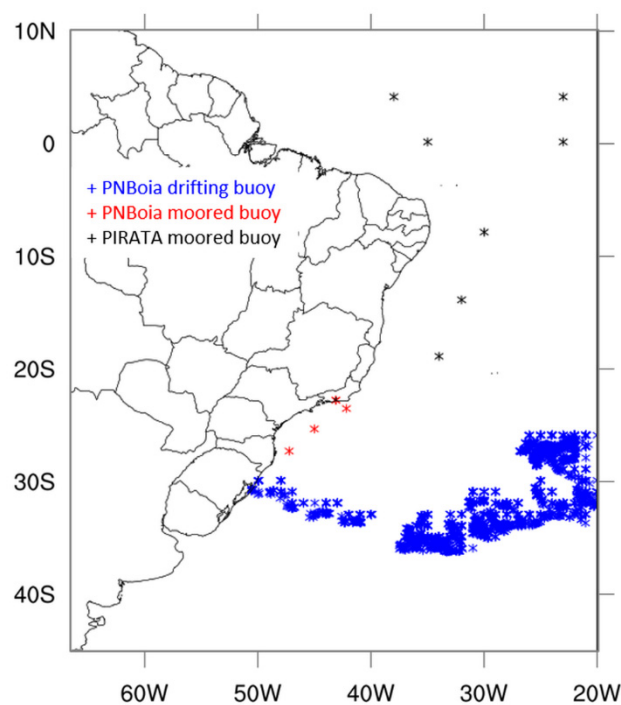 10N
0
+ PNBoia drifting buoy
+ PNBoia moored buoy
+ PIRATA moored buoy
10S
20S
30S
40S
60W 50W 40W 30W 20W